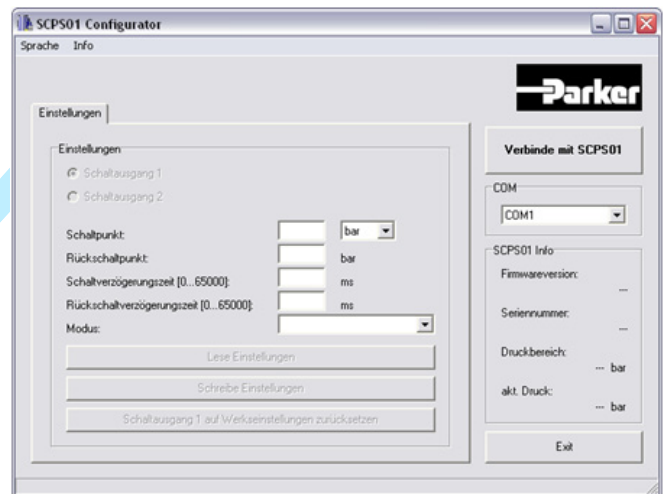 SCPS01 Configurator
Sprache Info
Parker
Einstellungen
Einstellungen
Schaltausgang 1
Schaltausgang 2
Schaltpunkt: bar
Rückschaltpunkt: bar
Schaltverzögerungszeit [0...65000]: ms
Rückschaltverzögerungszeit [0...65000]: ms
Modus:
Lese Einstellungen
Schreibe Einstellungen
Schaltausgang 1 auf Werkseinstellungen zurücksetzen
Verbinde mit SCPS01
COM
COM1
SCPS01 Info
Firmwareversion:
---
Seriennummer:
---
Druckbereich:
--- bar
akt. Druck:
--- bar
Exit